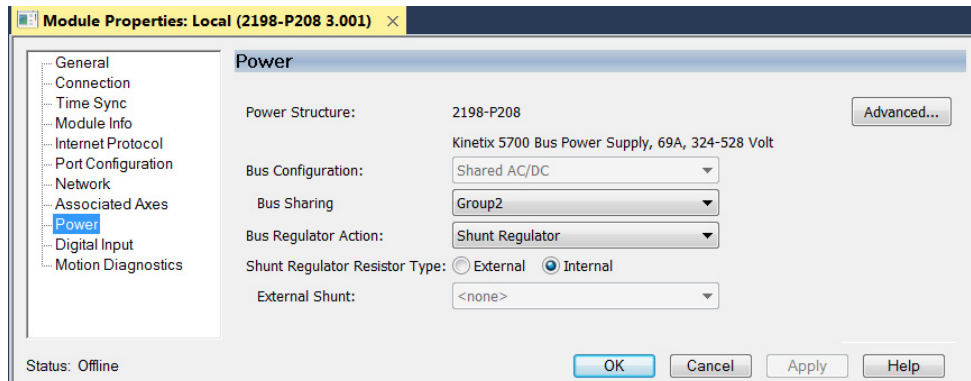 Module Properties: Local (2198-P208 3.001) ×
General
Connection
Time Sync
Module Info
Internet Protocol
Port Configuration
Network
Associated Axes
Power
Digital Input
Motion Diagnostics
Power
Power Structure: 2198-P208 Advanced...
Kinetix 5700 Bus Power Supply, 69A, 324-528 Volt
Bus Configuration: Shared AC/DC
Bus Sharing Group2
Bus Regulator Action: Shunt Regulator
Shunt Regulator Resistor Type: External Internal
External Shunt: <none>
Status: Offline OK Cancel Apply Help